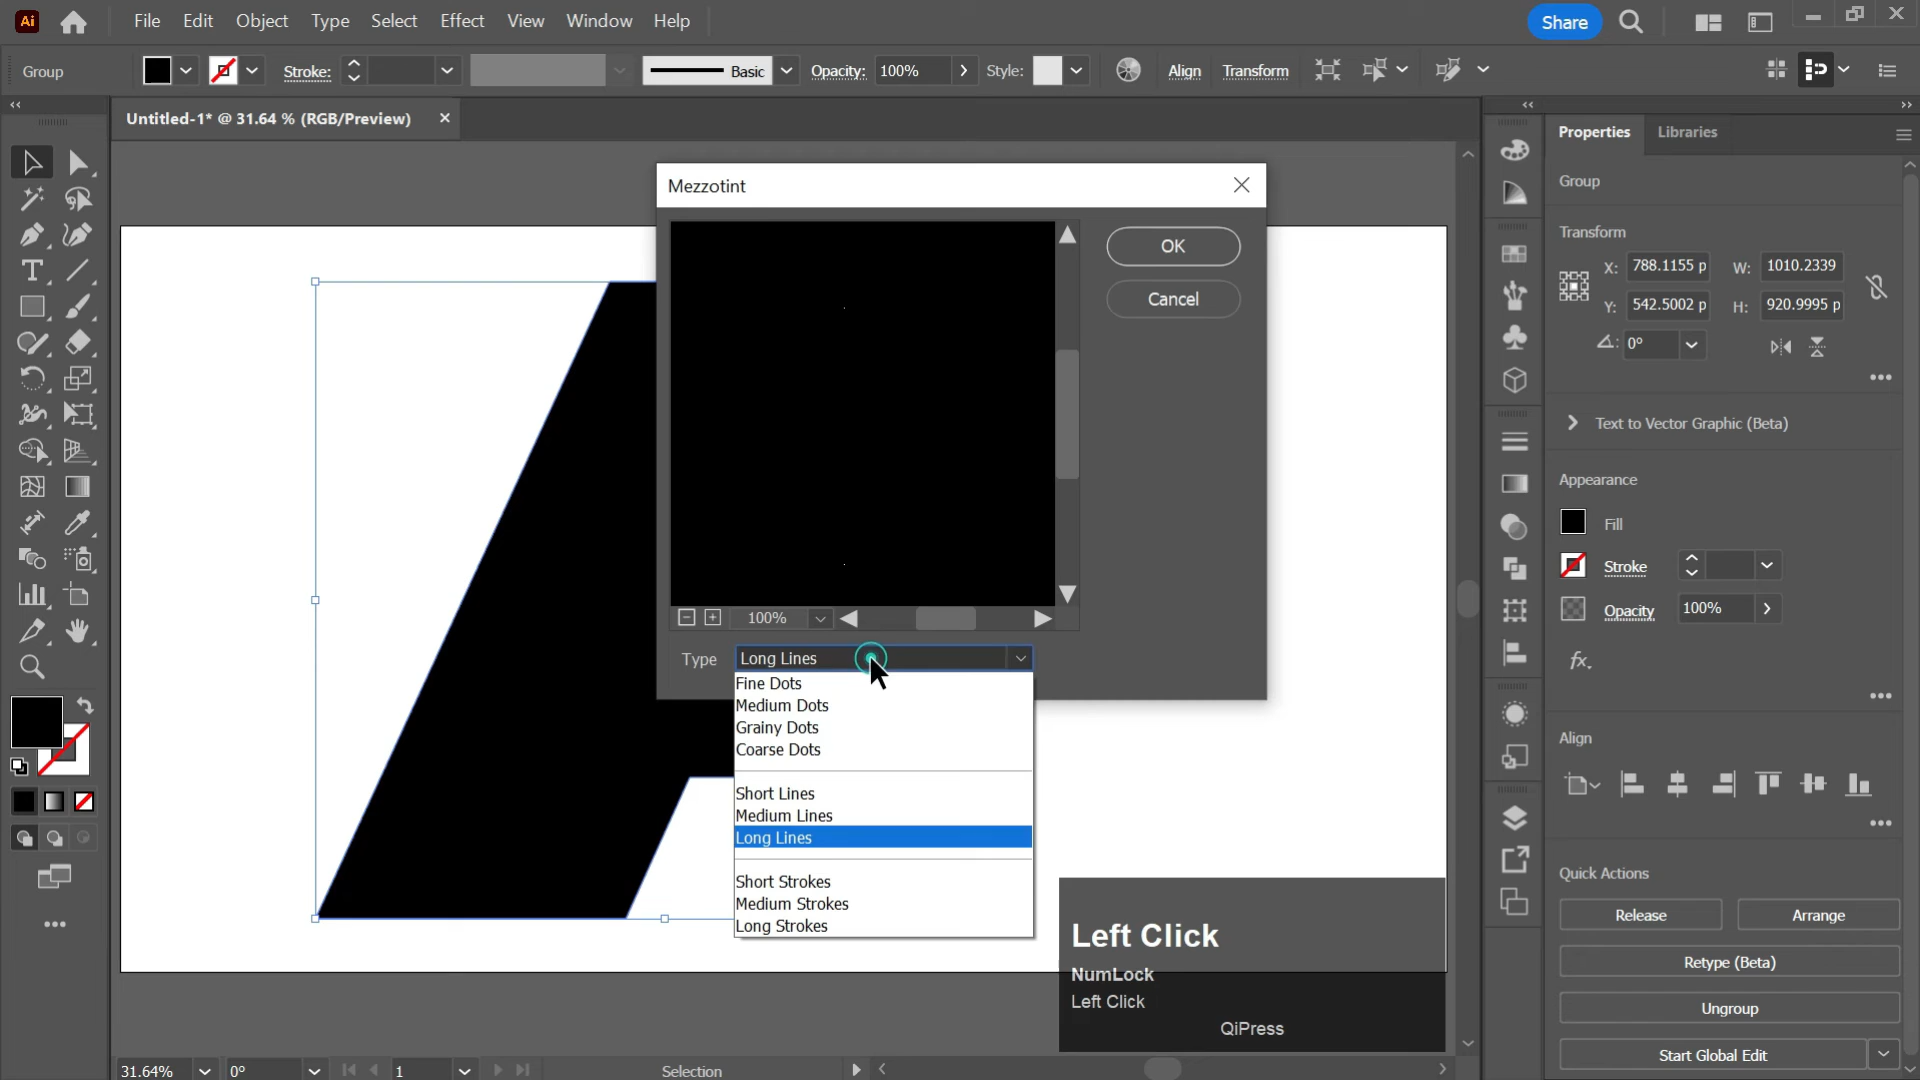 Ai
File Edit Object Type Select Effect View Window Help
Share
Group
Stroke:
Basic
Opacity: 100%
Style:
Align
Transform
Untitled-1* @ 31.64 % (RGB/Preview)
Mezzotint
OK
Cancel
100%
Type Long Lines
Fine Dots
Medium Dots
Grainy Dots
Coarse Dots
Short Lines
Medium Lines
Long Lines
Short Strokes
Medium Strokes
Long Strokes
Left Click
NumLock
Left Click
QiPress
Properties Libraries
Group
Transform
X: 788.1155 p W: 1010.2339
Y: 542.5002 p H: 920.9995 p
0°
Text to Vector Graphic (Beta)
Appearance
Fill
Stroke
Opacity 100%
fx.
Align
Quick Actions
Release Arrange
Retype (Beta)
Ungroup
Start Global Edit
31.64% 0° 1 Selection